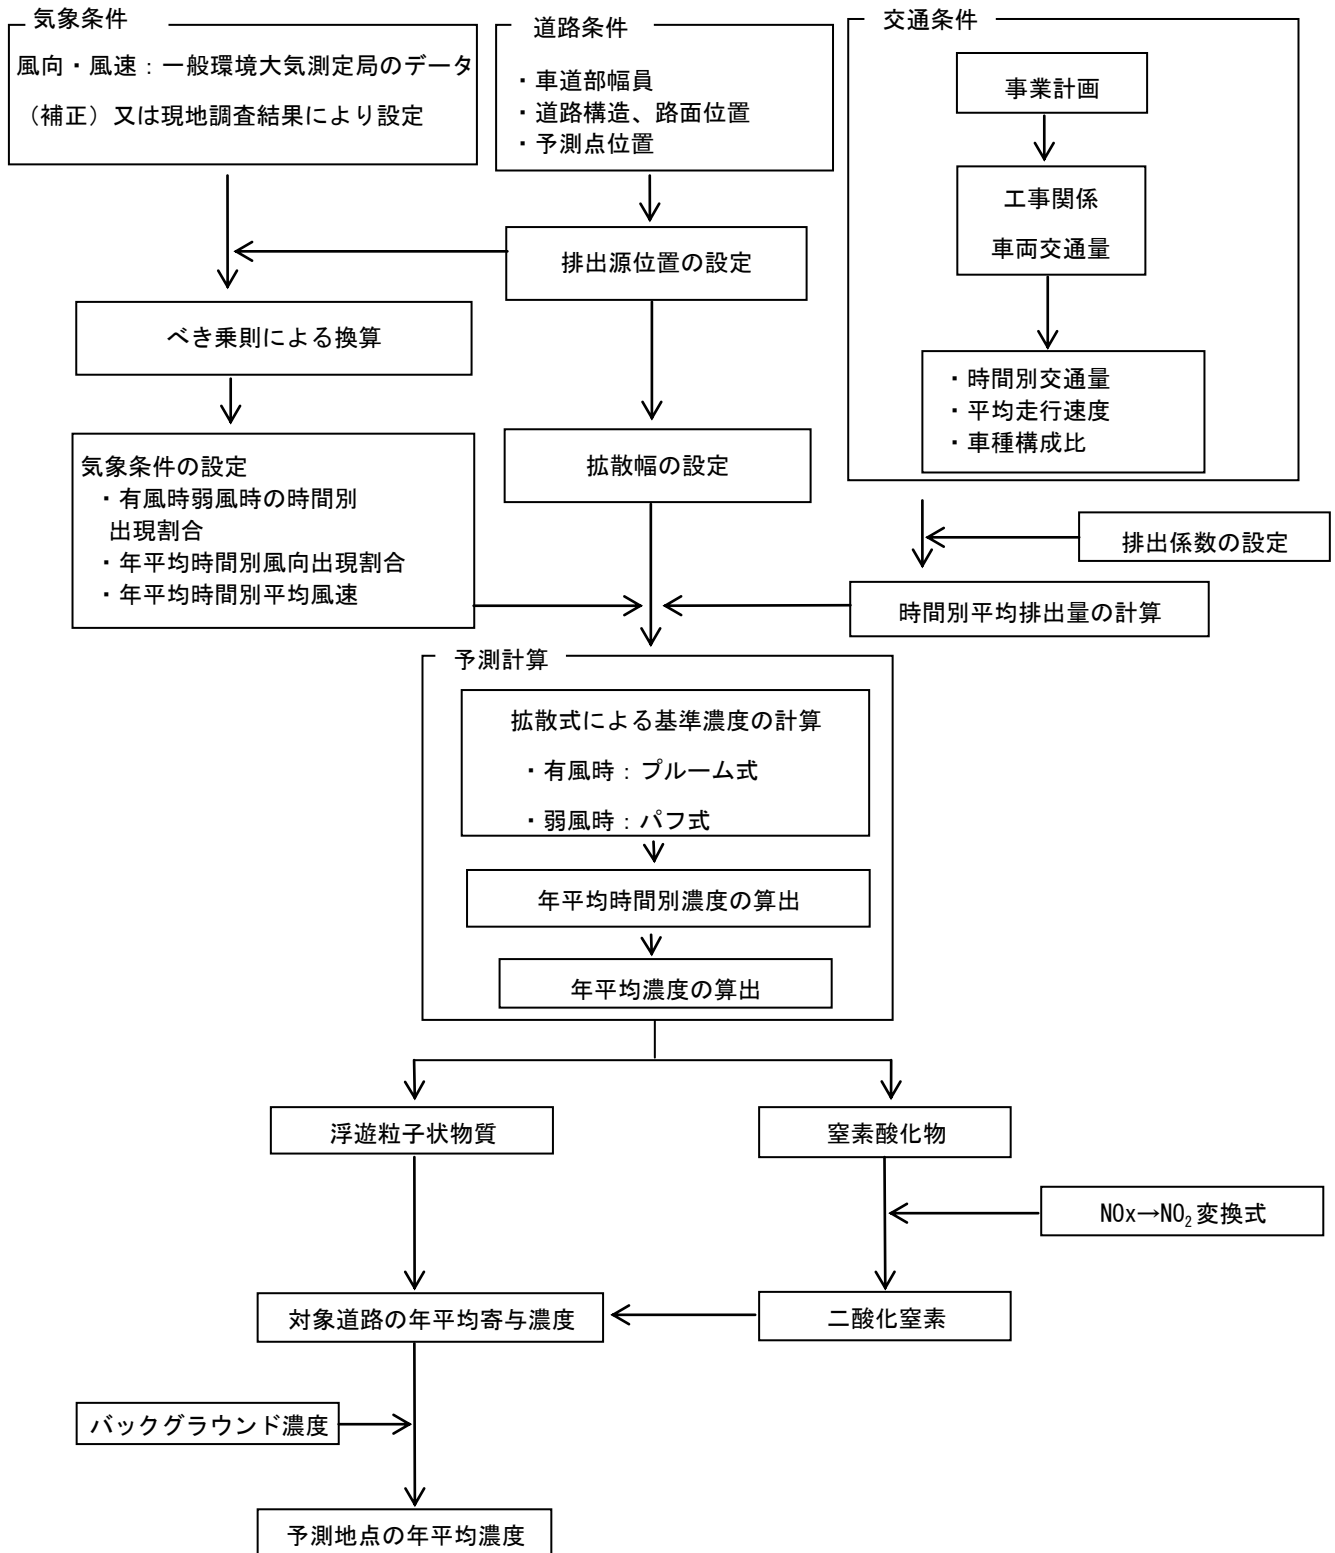 気象条件
風向・風速：一般環境大気測定局のデータ
（補正）又は現地調査結果により設定
道路条件
・車道部幅員
・道路構造、路面位置
・予測点位置
交通条件
事業計画
工事関係
車両交通量
・時間別交通量
・平均走行速度
・車種構成比
排出源位置の設定
べき乗則による換算
気象条件の設定
・有風時弱風時の時間別
出現割合
・年平均時間別風向出現割合
・年平均時間別平均風速
拡散幅の設定
排出係数の設定
時間別平均排出量の計算
予測計算
拡散式による基準濃度の計算
・有風時：プルーム式
・弱風時：パフ式
年平均時間別濃度の算出
年平均濃度の算出
浮遊粒子状物質
窒素酸化物
NOx→NO₂変換式
対象道路の年平均寄与濃度
二酸化窒素
バックグラウンド濃度
予測地点の年平均濃度